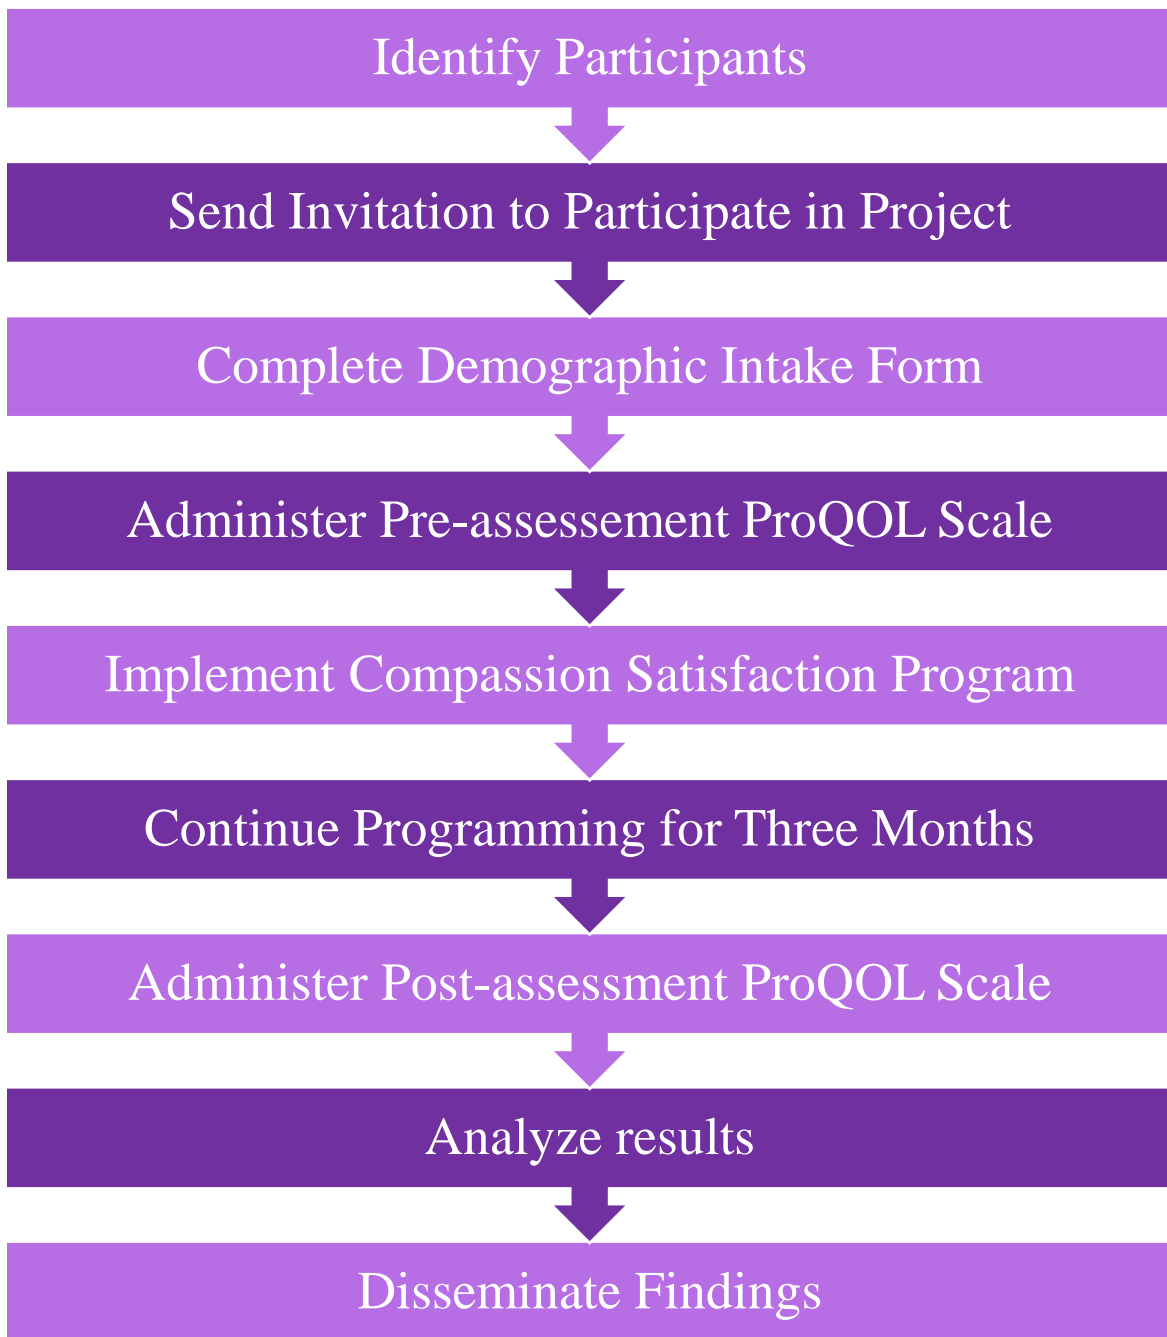 Identify Participants
Send Invitation to Participate in Project
Complete Demographic Intake Form
Administer Pre-assessement ProQOL Scale
Implement Compassion Satisfaction Program
Continue Programming for Three Months
Administer Post-assessment ProQOL Scale
Analyze results
Disseminate Findings